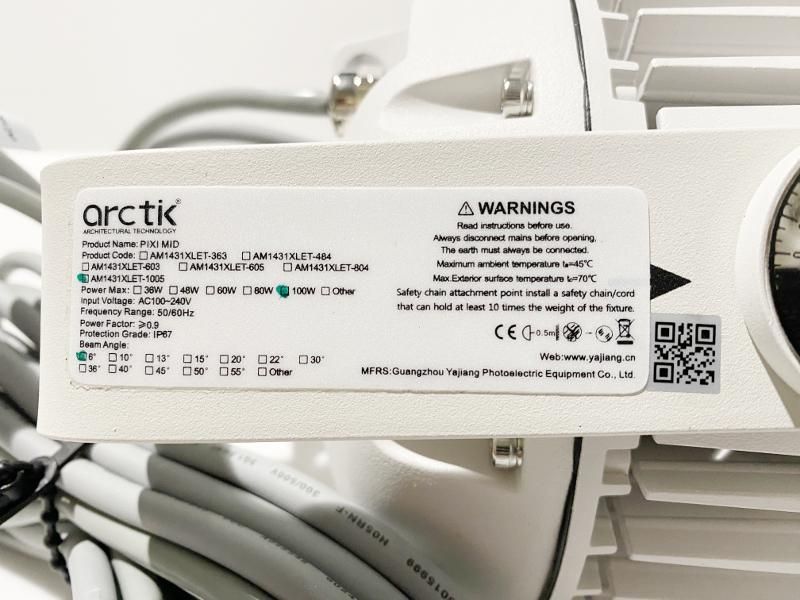 arctik®
ARCHITECTURAL TECHNOLOGY
Product Name: PIXI MID
Product Code: ☐ AM1431XLET-363 ☐ AM1431XLET-484
☐ AM1431XLET-603 ☐ AM1431XLET-605 ☐ AM1431XLET-804
☐ AM1431XLET-1005
Power Max: ☐ 36W ☐ 48W ☐ 60W ☐ 80W ☐ 100W ☐ Other
Input Voltage: AC100~240V
Frequency Range: 50/60Hz
Power Factor: ⩾0.9
Protection Grade: IP67
Beam Angle:
☐ 6° ☐ 10° ☐ 13° ☐ 15° ☐ 20° ☐ 22° ☐ 30°
☐ 36° ☐ 40° ☐ 45° ☐ 50° ☐ 55° ☐ Other
⚠ WARNINGS
Read instructions before use.
Always disconnect mains before opening.
The earth must always be connected.
Maximum ambient temperature ta=45℃
Max.Exterior surface temperature tc=70℃
Safety chain attachment point install a safety chain/cord
that can hold at least 10 times the weight of the fixture.
CE 0.5m
Web:www.yajiang.cn
MFRS:Guangzhou Yajiang Photoelectric Equipment Co., Ltd.
300/500V
H05RN-F
0015999